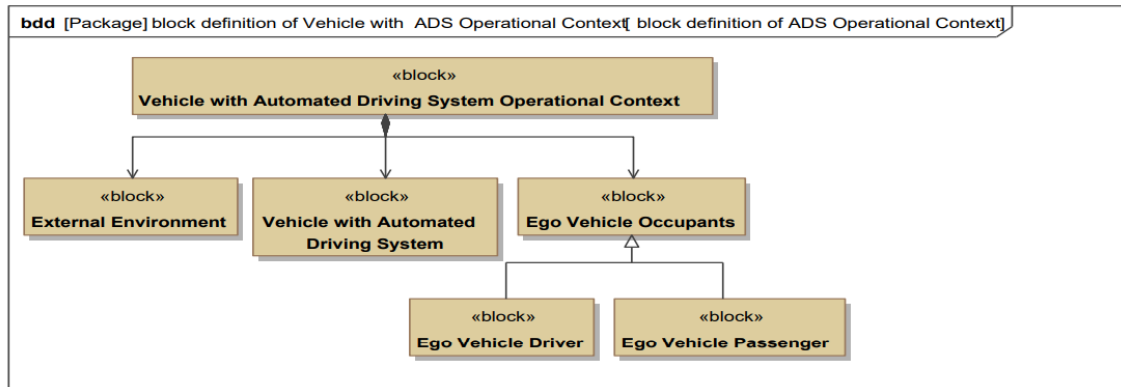 bdd [Package] block definition of Vehicle with ADS Operational Context[ block definition of ADS Operational Context]
«block»
Vehicle with Automated Driving System Operational Context
«block»
External Environment
«block»
Vehicle with Automated
Driving System
«block»
Ego Vehicle Occupants
«block»
Ego Vehicle Driver
«block»
Ego Vehicle Passenger